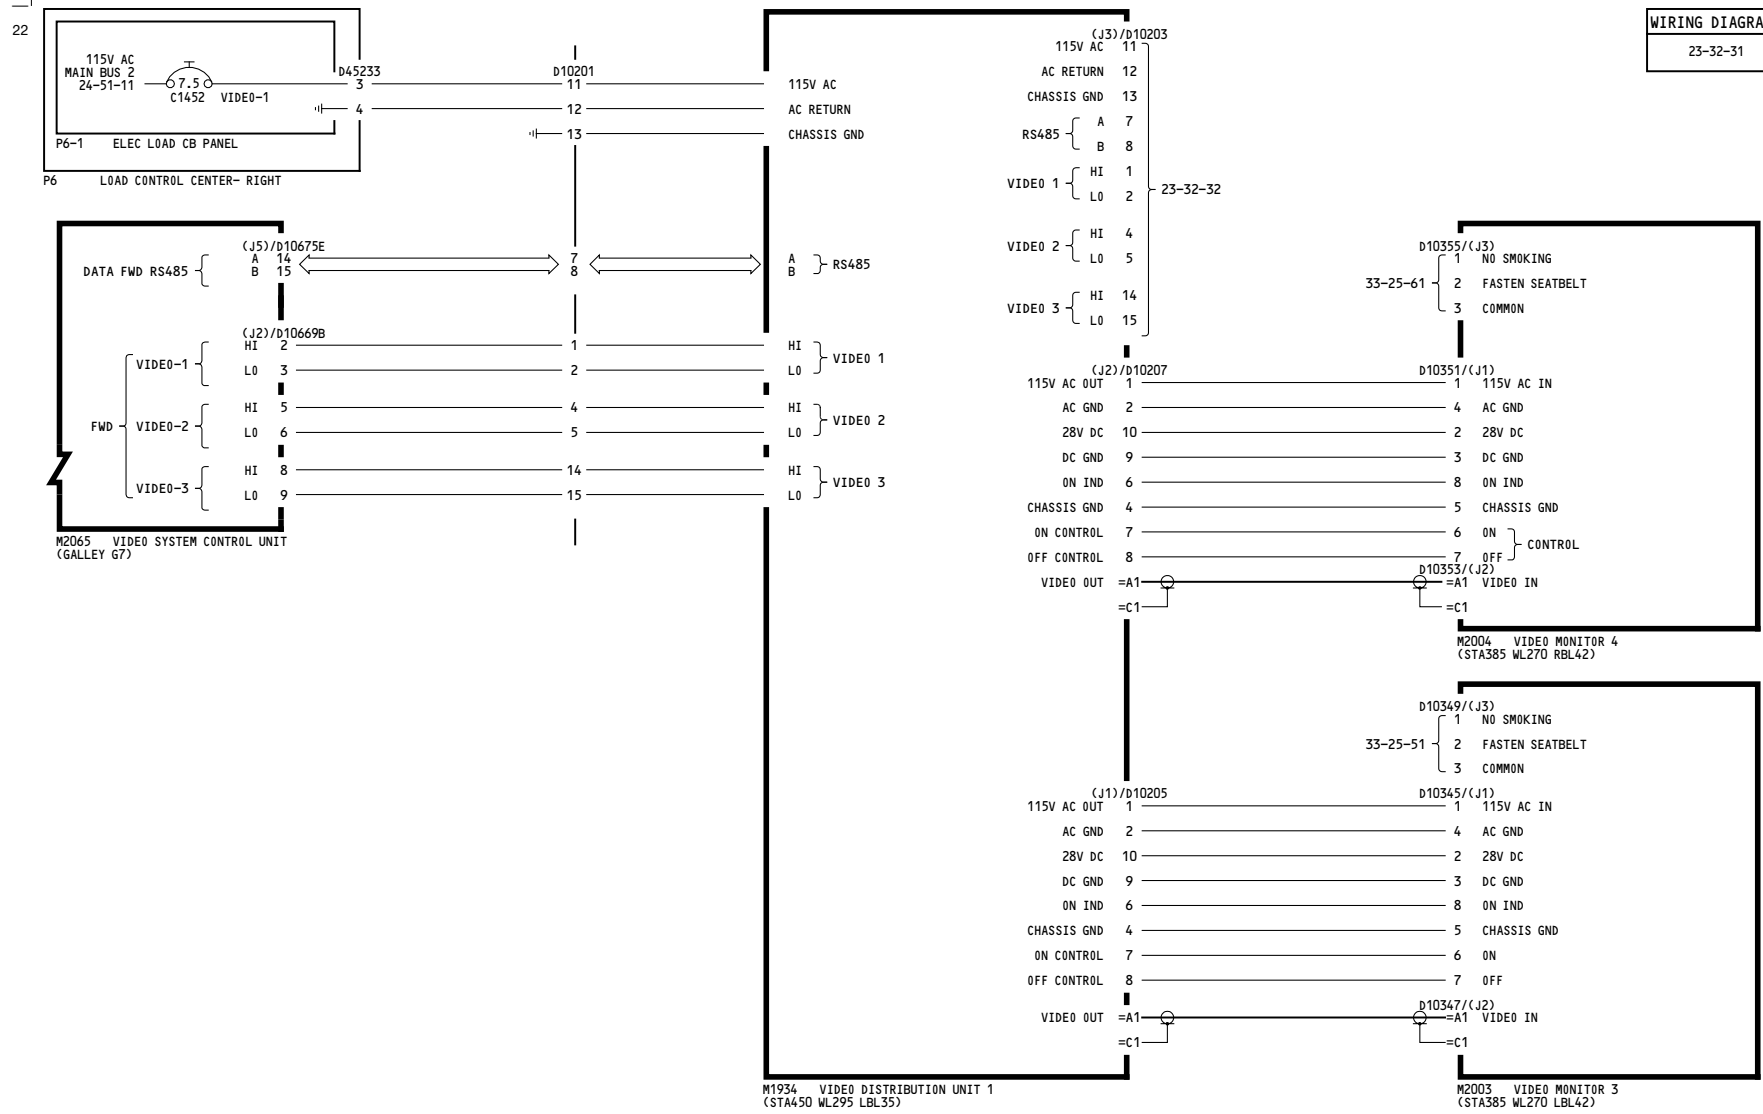 22
WIRING DIAGRA
23-32-31
115V AC
MAIN BUS 2
24-51-11
7.5
C1452 VIDEO-1
D45233
3
4
P6-1 ELEC LOAD CB PANEL
P6 LOAD CONTROL CENTER- RIGHT
D10201
11
12
13
115V AC
AC RETURN
CHASSIS GND
(J3)/D10203
115V AC 11
AC RETURN 12
CHASSIS GND 13
RS485 A 7
B 8
VIDEO 1 HI 1
LO 2
VIDEO 2 HI 4
LO 5
VIDEO 3 HI 14
LO 15
23-32-32
(J5)/D10675E
DATA FWD RS485 A 14 7 A RS485
B 15 8 B
(J2)/D10669B
FWD
VIDEO-1 HI 2 1 HI VIDEO 1
LO 3 2 LO
VIDEO-2 HI 5 4 HI VIDEO 2
LO 6 5 LO
VIDEO-3 HI 8 14 HI VIDEO 3
LO 9 15 LO
M2065 VIDEO SYSTEM CONTROL UNIT
(GALLEY G7)
D10355/(J3)
33-25-61
1 NO SMOKING
2 FASTEN SEATBELT
3 COMMON
(J2)/D10207 D10351/(J1)
115V AC OUT 1 1 115V AC IN
AC GND 2 4 AC GND
28V DC 10 2 28V DC
DC GND 9 3 DC GND
ON IND 6 8 ON IND
CHASSIS GND 4 5 CHASSIS GND
ON CONTROL 7 6 ON CONTROL
OFF CONTROL 8 7 OFF
D10353/(J2)
VIDEO OUT =A1 =A1 VIDEO IN
=C1 =C1
M2004 VIDEO MONITOR 4
(STA385 WL270 RBL42)
D10349/(J3)
33-25-51
1 NO SMOKING
2 FASTEN SEATBELT
3 COMMON
(J1)/D10205 D10345/(J1)
115V AC OUT 1 1 115V AC IN
AC GND 2 4 AC GND
28V DC 10 2 28V DC
DC GND 9 3 DC GND
ON IND 6 8 ON IND
CHASSIS GND 4 5 CHASSIS GND
ON CONTROL 7 6 ON
OFF CONTROL 8 7 OFF
D10347/(J2)
VIDEO OUT =A1 =A1 VIDEO IN
=C1 =C1
M1934 VIDEO DISTRIBUTION UNIT 1
(STA450 WL295 LBL35)
M2003 VIDEO MONITOR 3
(STA385 WL270 LBL42)